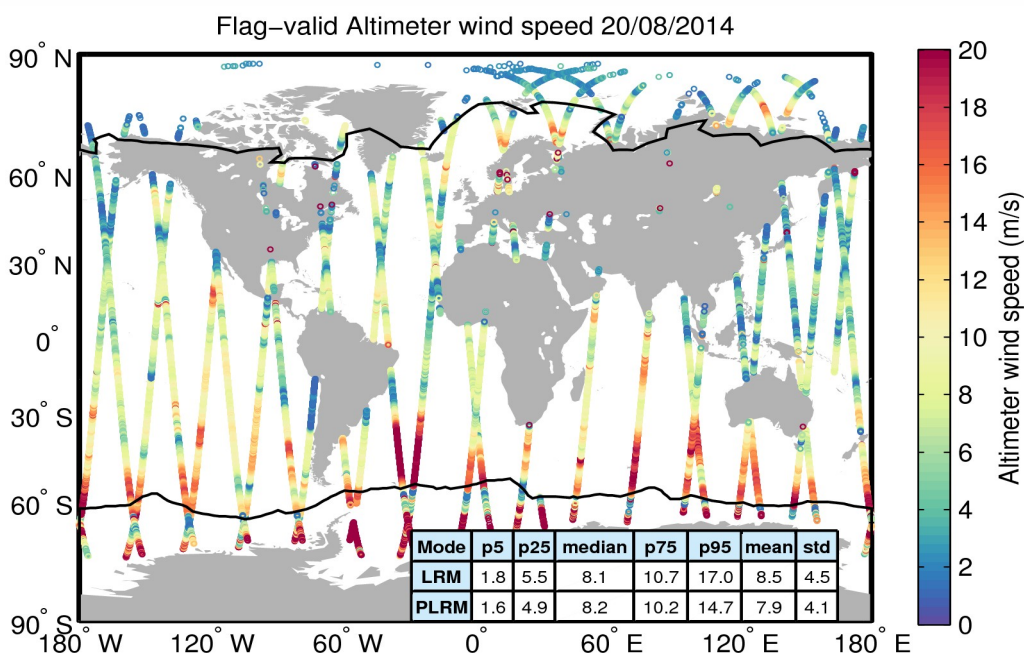 Flag−valid Altimeter wind speed 20/08/2014
90° N
60° N
30° N
0°
30° S
60° S
90° S
180° W
120° W
60° W
0°
60° E
120° E
180° E
Mode p5 p25 median p75 p95 mean std
LRM 1.8 5.5 8.1 10.7 17.0 8.5 4.5
PLRM 1.6 4.9 8.2 10.2 14.7 7.9 4.1
20
18
16
14
12
10
8
6
4
2
0
Altimeter wind speed (m/s)